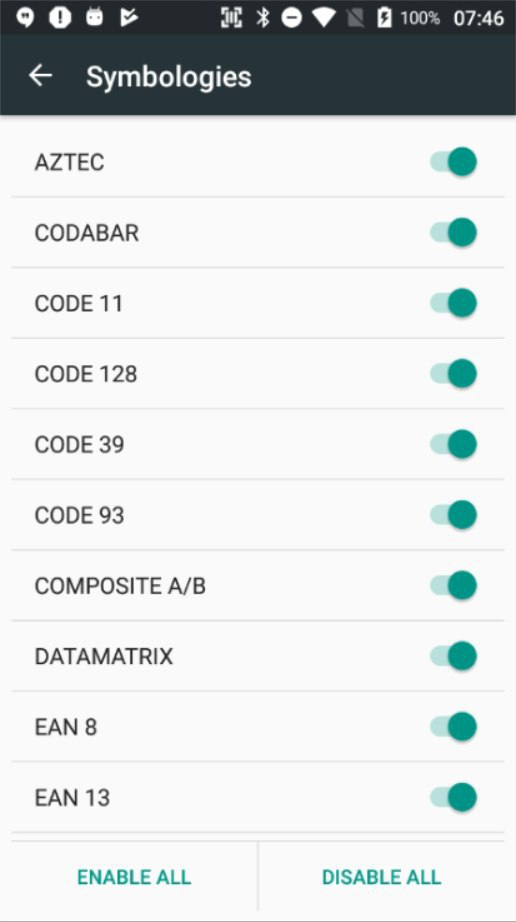 100% 07:46
Symbologies
AZTEC
CODABAR
CODE 11
CODE 128
CODE 39
CODE 93
COMPOSITE A/B
DATAMATRIX
EAN 8
EAN 13
ENABLE ALL DISABLE ALL